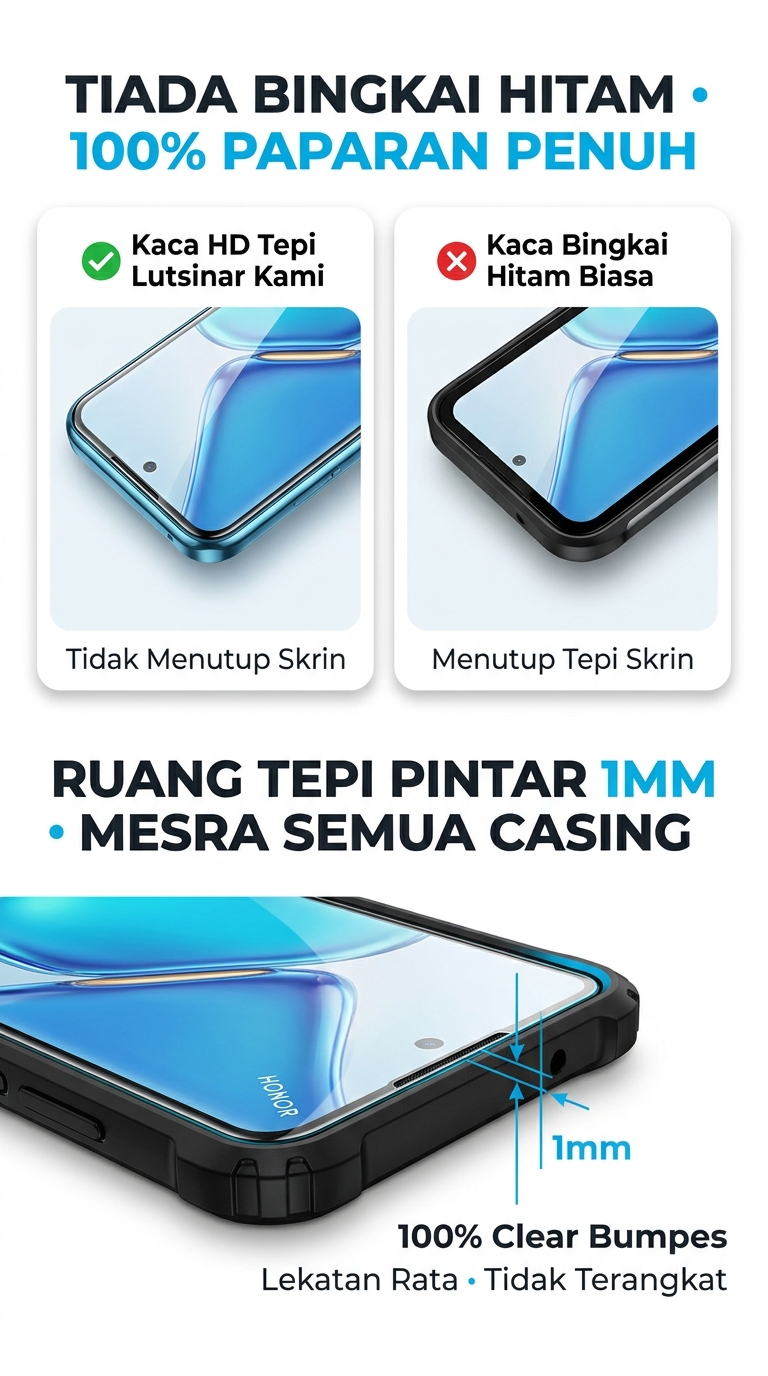 TIADA BINGKAI HITAM •
100% PAPARAN PENUH
Kaca HD Tepi
Lutsinar Kami
Kaca Bingkai
Hitam Biasa
Tidak Menutup Skrin
Menutup Tepi Skrin
RUANG TEPI PINTAR 1MM
• MESRA SEMUA CASING
HONOR
1mm
100% Clear Bumpes
Lekatan Rata • Tidak Terangkat